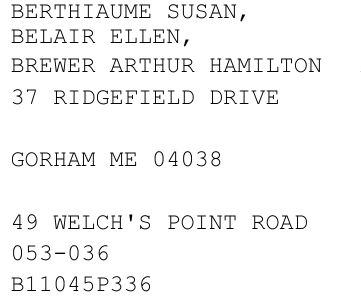 BERTHIAUME SUSAN,
BELAIR ELLEN,
BREWER ARTHUR HAMILTON
37 RIDGEFIELD DRIVE
GORHAM ME 04038
49 WELCH'S POINT ROAD
053-036
B11045P336